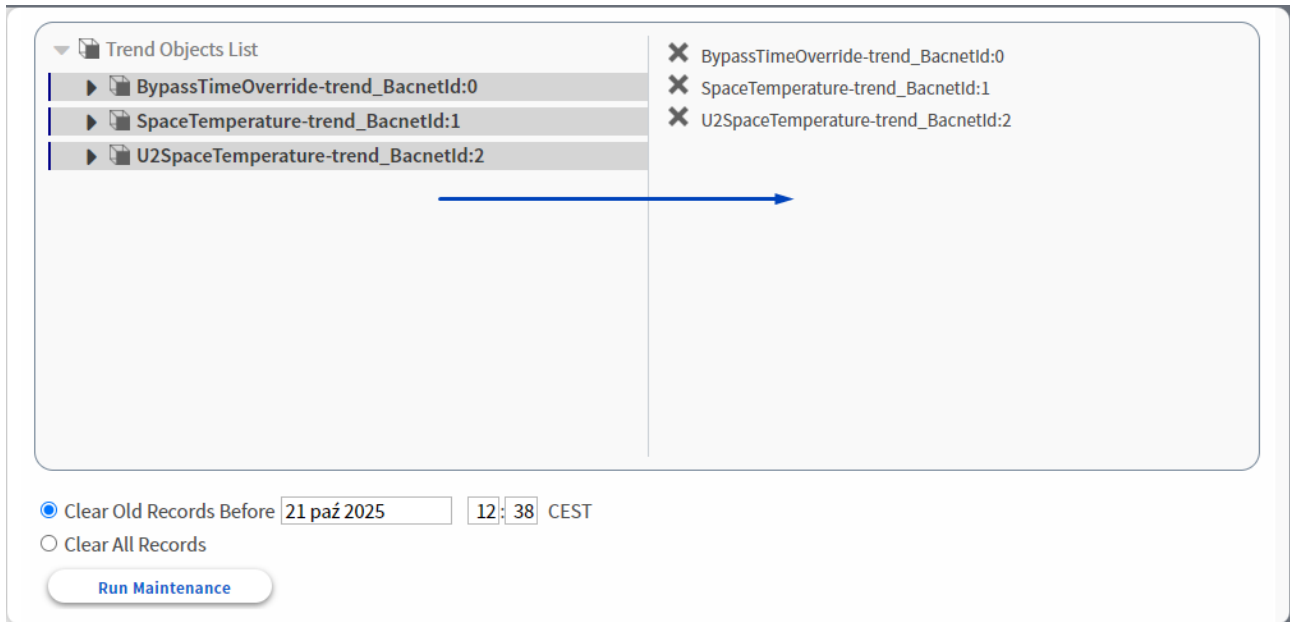 Trend Objects List
BypassTimeOverride-trend_BacnetId:0
SpaceTemperature-trend_BacnetId:1
U2SpaceTemperature-trend_BacnetId:2
BypassTimeOverride-trend_BacnetId:0
SpaceTemperature-trend_BacnetId:1
U2SpaceTemperature-trend_BacnetId:2
Clear Old Records Before 21 paź 2025 12 : 38 CEST
Clear All Records
Run Maintenance